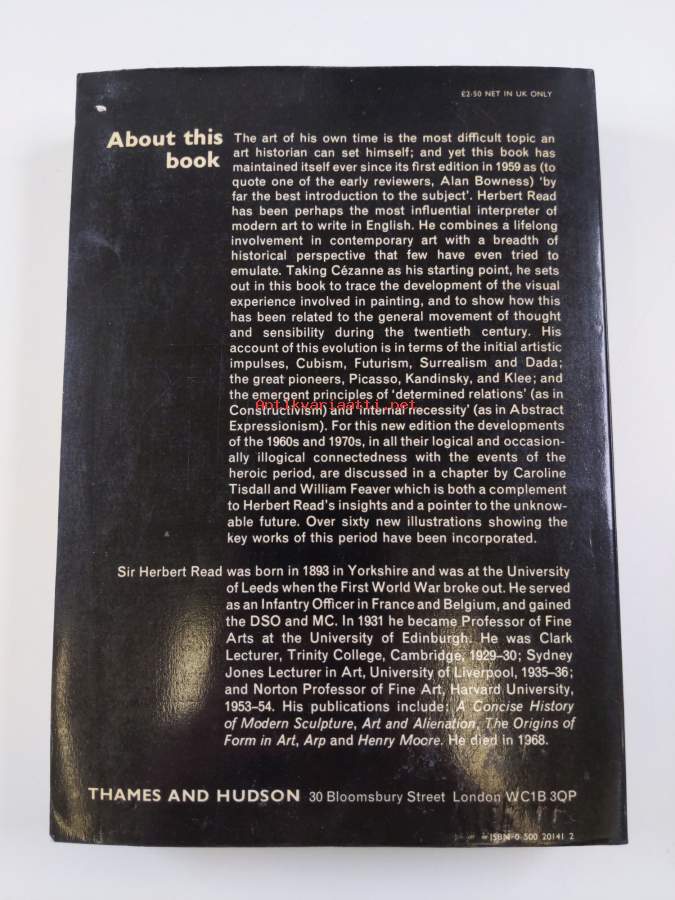 £2·50 NET IN UK ONLY
About this
book
The art of his own time is the most difficult topic an
art historian can set himself; and yet this book has
maintained itself ever since its first edition in 1959 as (to
quote one of the early reviewers, Alan Bowness) ‘by
far the best introduction to the subject’. Herbert Read
has been perhaps the most influential interpreter of
modern art to write in English. He combines a lifelong
involvement in contemporary art with a breadth of
historical perspective that few have even tried to
emulate. Taking Cézanne as his starting point, he sets
out in this book to trace the development of the visual
experience involved in painting, and to show how this
has been related to the general movement of thought
and sensibility during the twentieth century. His
account of this evolution is in terms of the initial artistic
impulses, Cubism, Futurism, Surrealism and Dada;
the great pioneers, Picasso, Kandinsky, and Klee; and
the emergent principles of ‘determined relations’ (as in
Antikvariaatti.net
Constructivism) and ‘internal necessity’ (as in Abstract
Expressionism). For this new edition the developments
of the 1960s and 1970s, in all their logical and occasion-
ally illogical connectedness with the events of the
heroic period, are discussed in a chapter by Caroline
Tisdall and William Feaver which is both a complement
to Herbert Read's insights and a pointer to the unknow-
able future. Over sixty new illustrations showing the
key works of this period have been incorporated.
Sir Herbert Read was born in 1893 in Yorkshire and was at the University
of Leeds when the First World War broke out. He served
as an Infantry Officer in France and Belgium, and gained
the DSO and MC. In 1931 he became Professor of Fine
Arts at the University of Edinburgh. He was Clark
Lecturer, Trinity College, Cambridge, 1929–30; Sydney
Jones Lecturer in Art, University of Liverpool, 1935–36;
and Norton Professor of Fine Art, Harvard University,
1953–54. His publications include; A Concise History
of Modern Sculpture, Art and Alienation, The Origins of
Form in Art, Arp and Henry Moore. He died in 1968.
THAMES AND HUDSON 30 Bloomsbury Street London WC1B 3QP
ISBN 0 500 20141 2